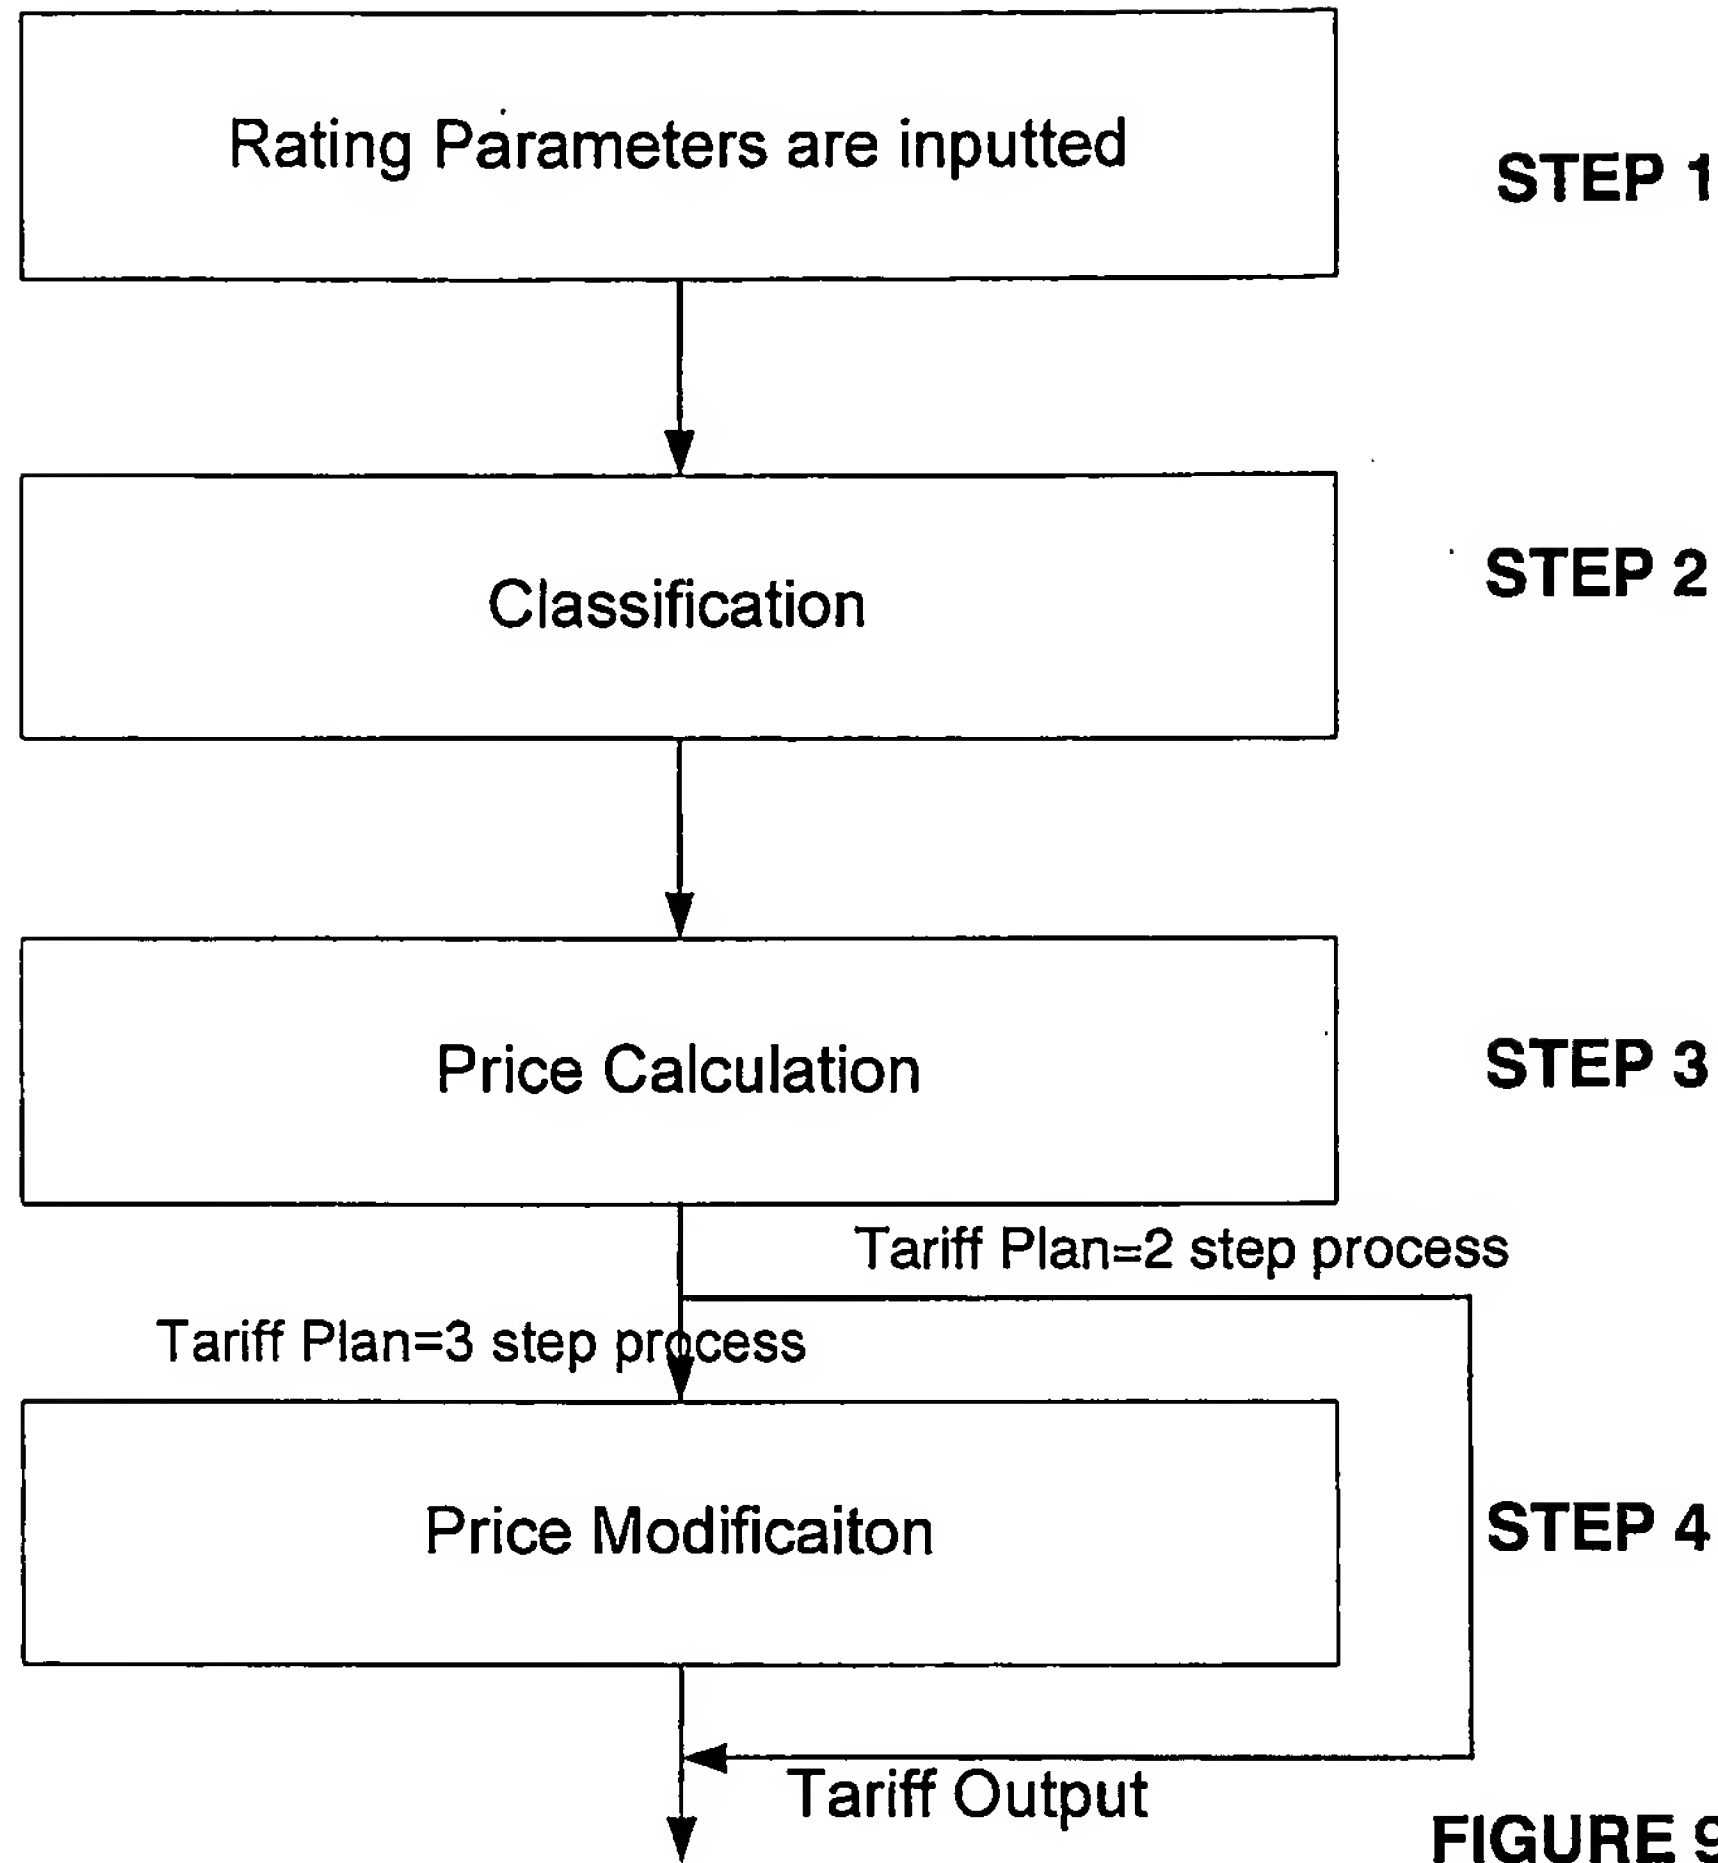 Rating Parameters are inputted
STEP 1
Classification
STEP 2
Price Calculation
STEP 3
Tariff Plan=2 step process
Tariff Plan=3 step process
Price Modificaiton
STEP 4
Tariff Output
FIGURE 9